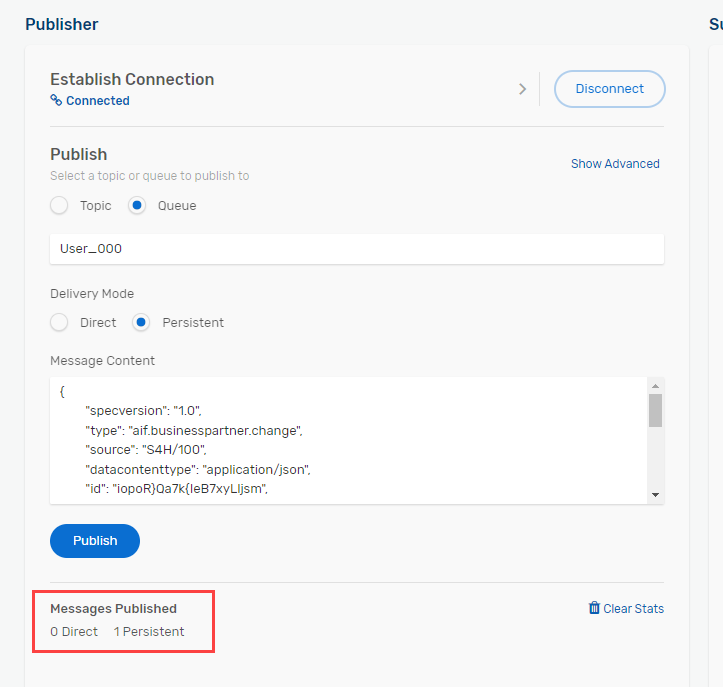 Publisher
Su
Establish Connection
Connected
Disconnect
Publish
Show Advanced
Select a topic or queue to publish to
Topic Queue
User_000
Delivery Mode
Direct Persistent
Message Content
{
"specversion": "1.0",
"type": "aif.businesspartner.change",
"source": "S4H/100",
"datacontenttype": "application/json",
"id": "iopoR}Qa7k{IeB7xyLIjsm",
Publish
Messages Published
Clear Stats
0 Direct 1 Persistent